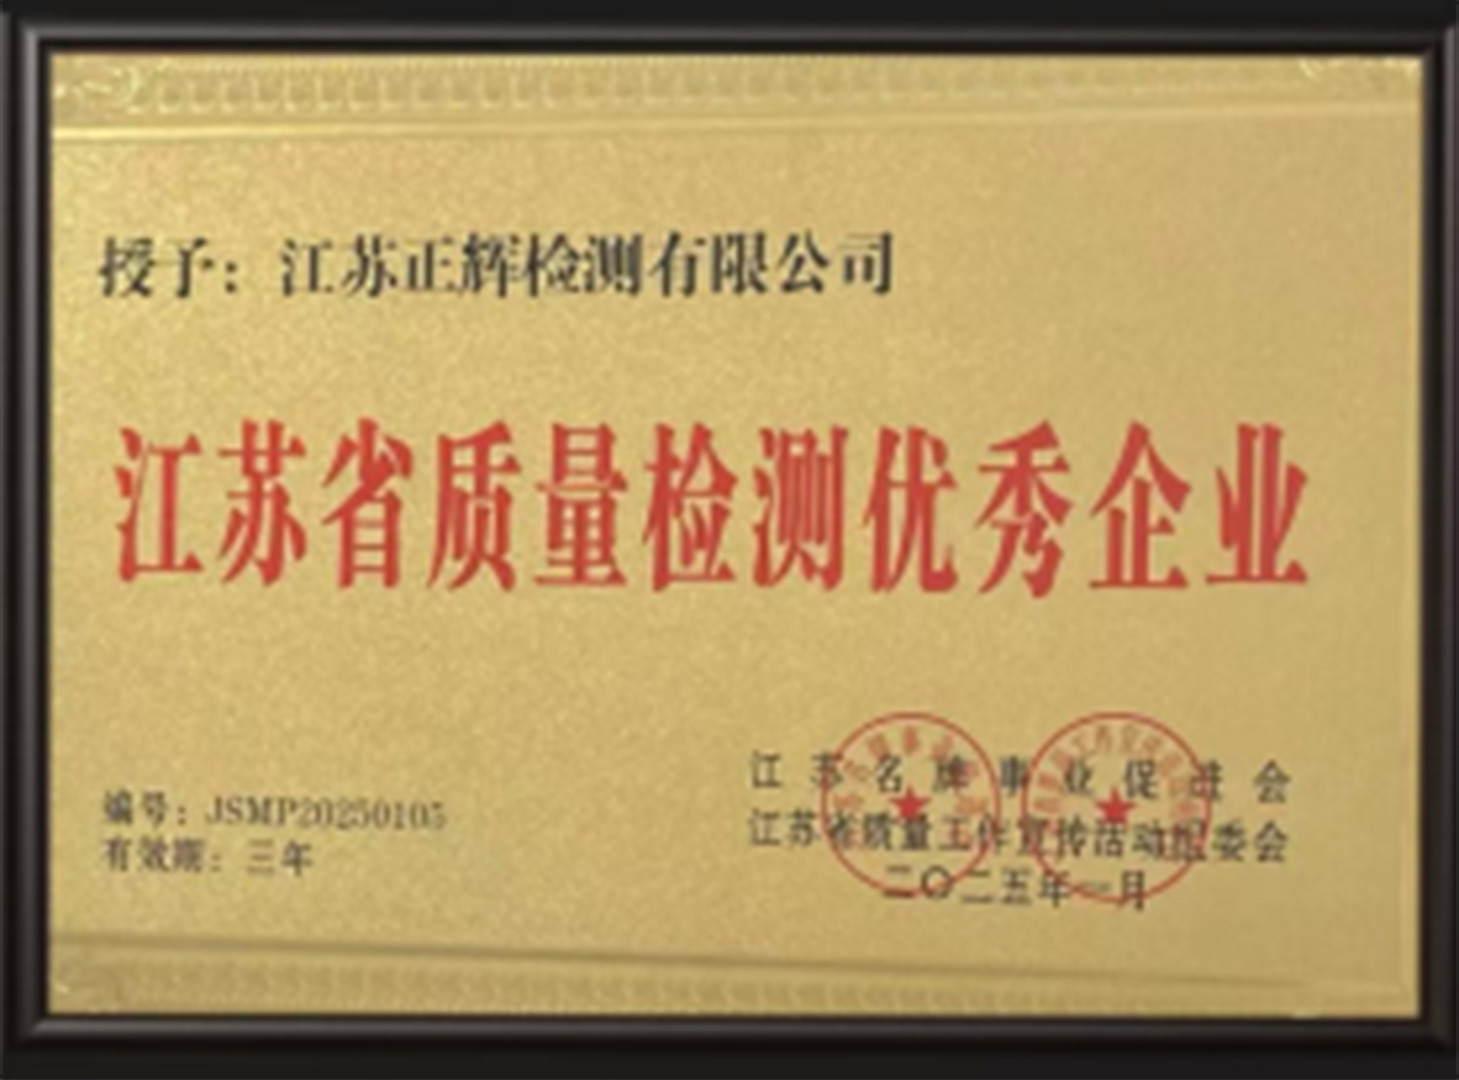 授予：江苏正辉检测有限公司
江苏省质量检测优秀企业
编号：JSMP20250105
有效期：三年
江苏名牌事业促进会
江苏省质量工作宣传活动组委会
二〇二五年一月